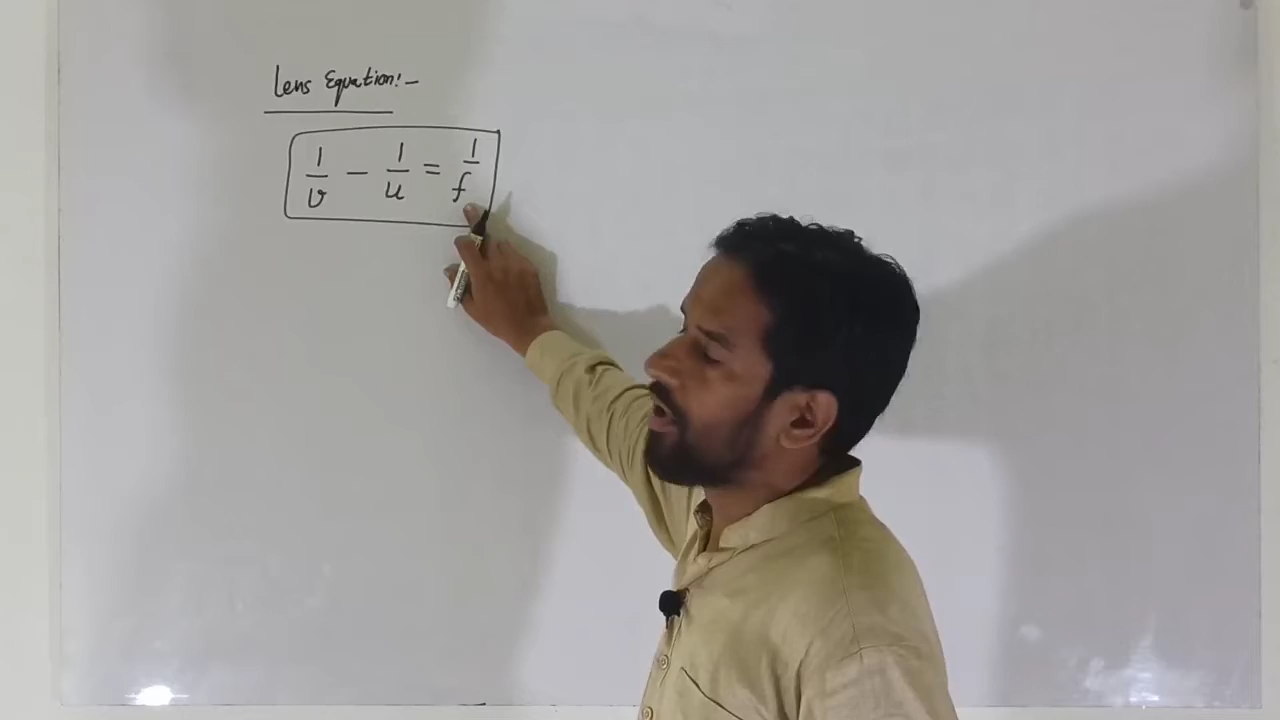 Lens Equation:-
1/v - 1/u = 1/f